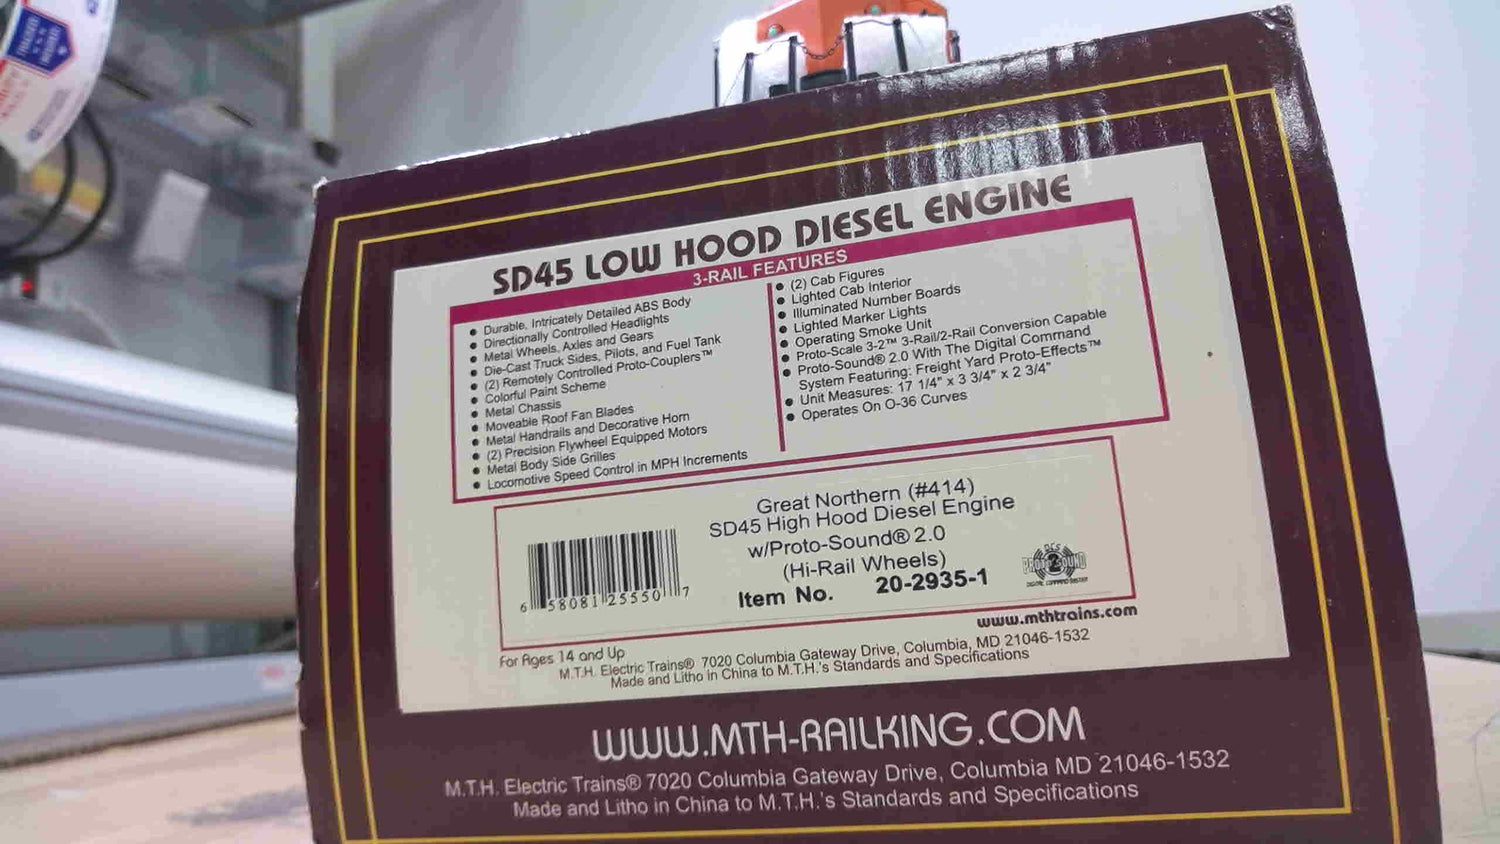 SD45 LOW HOOD DIESEL ENGINE
3-RAIL FEATURES
● Durable, Intricately Detailed ABS Body
● Directionally Controlled Headlights
● Metal Wheels, Axles and Gears
● Die-Cast Truck Sides, Pilots, and Fuel Tank
● (2) Remotely Controlled Proto-Couplers™
● Colorful Paint Scheme
● Metal Chassis
● Moveable Roof Fan Blades
● Metal Handrails and Decorative Horn
● (2) Precision Flywheel Equipped Motors
● Metal Body Side Grilles
● Locomotive Speed Control in MPH Increments
● (2) Cab Figures
● Lighted Cab Interior
● Illuminated Number Boards
● Lighted Marker Lights
● Operating Smoke Unit
● Proto-Scale 3-2™ 3-Rail/2-Rail Conversion Capable
● Proto-Sound® 2.0 With The Digital Command
System Featuring: Freight Yard Proto-Effects™
● Unit Measures: 17 1/4" x 3 3/4" x 2 3/4"
● Operates On O-36 Curves
Great Northern (#414)
SD45 High Hood Diesel Engine
w/Proto-Sound® 2.0
(Hi-Rail Wheels)
Item No. 20-2935-1
6 58081 25550 7
DCS
PROTO 2 SOUND
DIGITAL COMMAND SYSTEM
www.mthtrains.com
For Ages 14 and Up
M.T.H. Electric Trains® 7020 Columbia Gateway Drive, Columbia, MD 21046-1532
Made and Litho in China to M.T.H.'s Standards and Specifications
WWW.MTH-RAILKING.COM
M.T.H. Electric Trains® 7020 Columbia Gateway Drive, Columbia MD 21046-1532
Made and Litho in China to M.T.H.'s Standards and Specifications